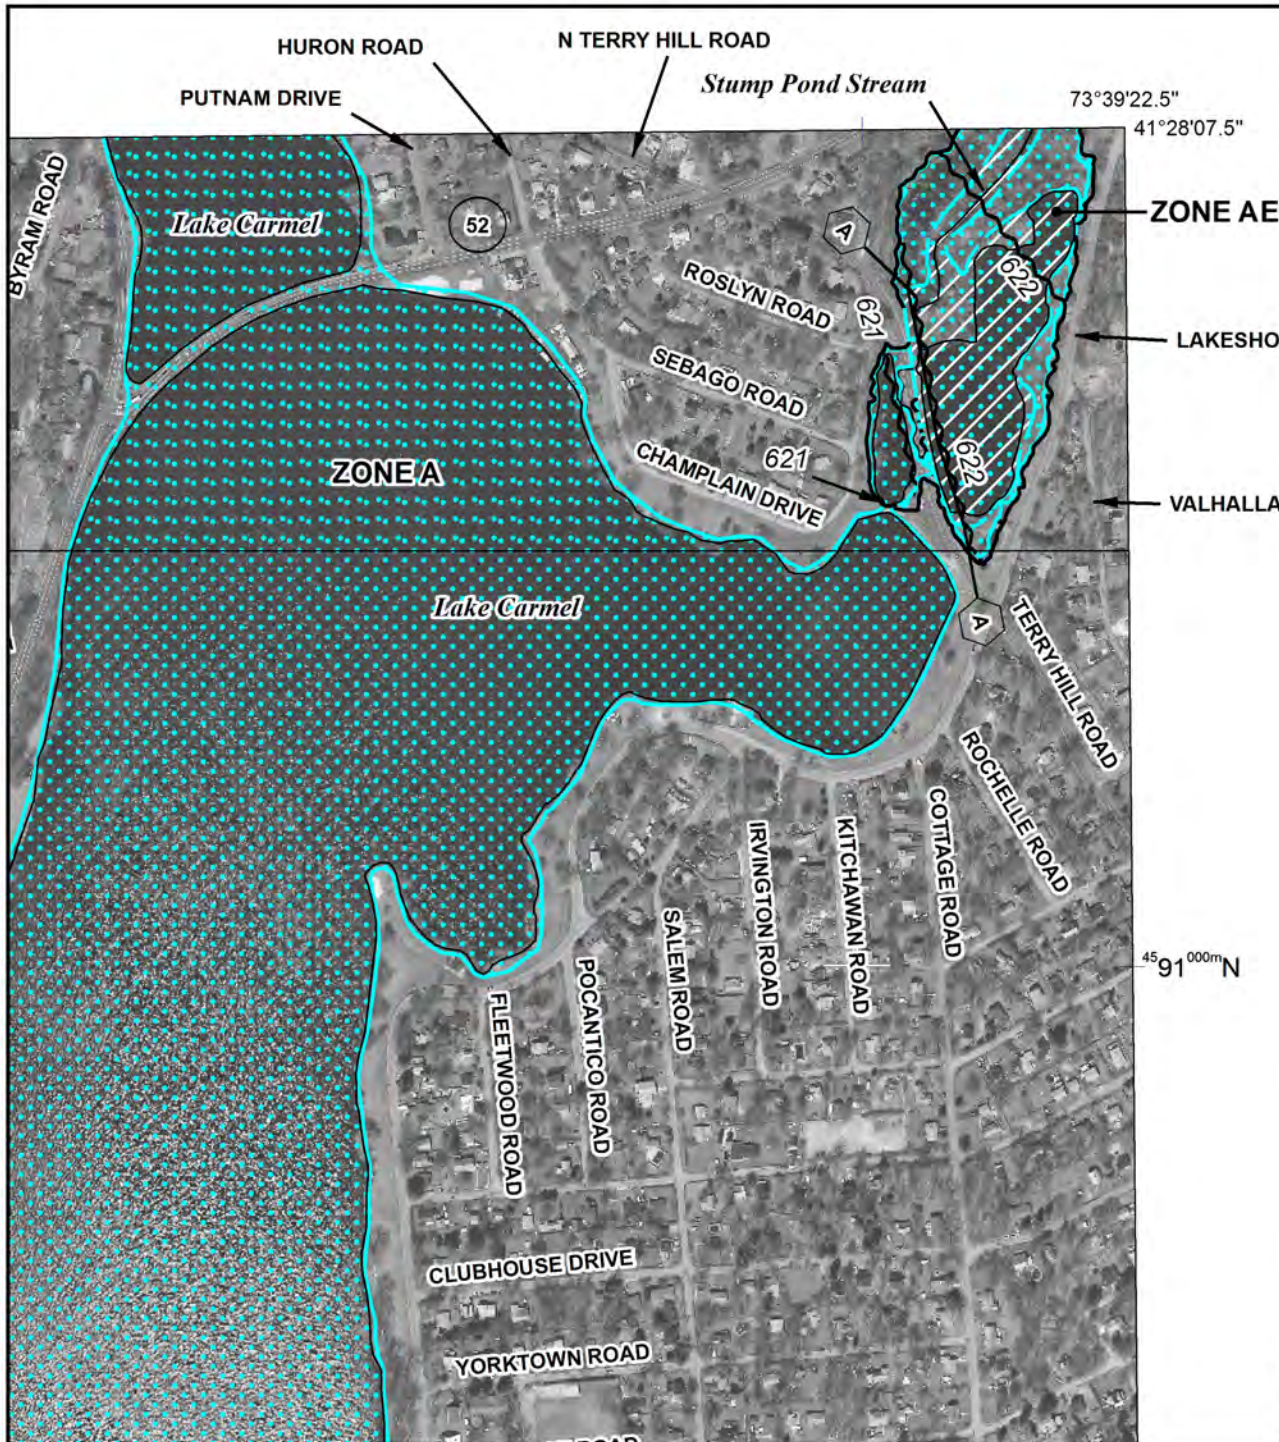 N TERRY HILL ROAD
HURON ROAD
PUTNAM DRIVE
Stump Pond Stream
73°39'22.5"
41°28'07.5"
BYRAM ROAD
Lake Carmel
52
A
ZONE AE
ROSLYN ROAD
621
622
LAKESHO
SEBAGO ROAD
CHAMPLAIN DRIVE
621
622
ZONE A
VALHALLA
Lake Carmel
A
TERRY HILL ROAD
ROCHELLE ROAD
COTTAGE ROAD
KITCHAWAN ROAD
IRVINGTON ROAD
SALEM ROAD
POCANTICO ROAD
FLEETWOOD ROAD
4591000mN
CLUBHOUSE DRIVE
YORKTOWN ROAD
ROAD